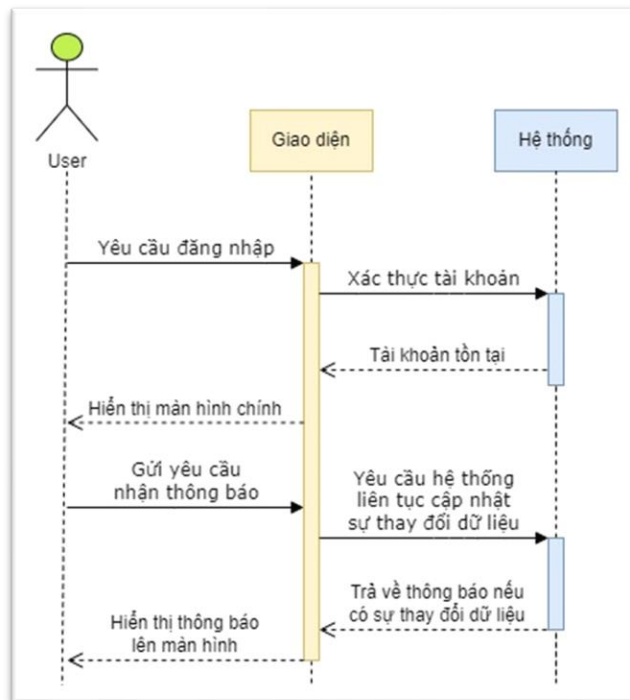 User
Giao diện
Hệ thống
Yêu cầu đăng nhập
Xác thực tài khoản
Tài khoản tồn tại
Hiển thị màn hình chính
Gửi yêu cầu
nhận thông báo
Yêu cầu hệ thống
liên tục cập nhật
sự thay đổi dữ liệu
Trả về thông báo nếu
có sự thay đổi dữ liệu
Hiển thị thông báo
lên màn hình